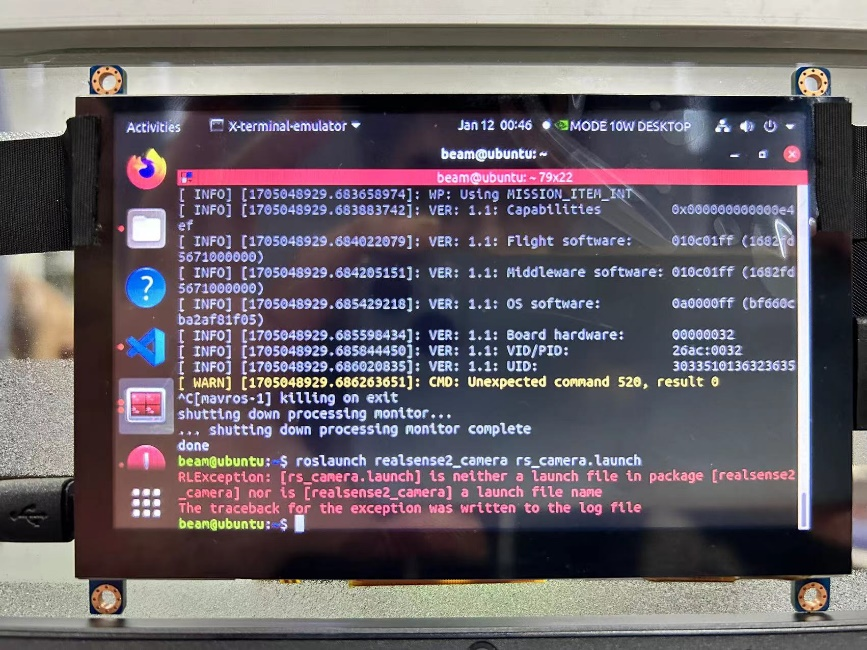 Activities
X-terminal-emulator
Jan 12 00:46
MODE 10W DESKTOP
beam@ubuntu: ~
beam@ubuntu: ~ 79x22
[ INFO] [1705048929.683658974]: WP: Using MISSION_ITEM_INT
[ INFO] [1705048929.683883742]: VER: 1.1: Capabilities 0x000000000000e4
ef
[ INFO] [1705048929.684022079]: VER: 1.1: Flight software: 010c01ff (1682fd
5671000000)
[ INFO] [1705048929.684205151]: VER: 1.1: Middleware software: 010c01ff (1682fd
5671000000)
[ INFO] [1705048929.685429218]: VER: 1.1: OS software: 0a0000ff (bf660c
ba2af81f05)
[ INFO] [1705048929.685598434]: VER: 1.1: Board hardware: 00000032
[ INFO] [1705048929.685844450]: VER: 1.1: VID/PID: 26ac:0032
[ INFO] [1705048929.686020835]: VER: 1.1: UID: 3033510136323635
[ WARN] [1705048929.686263651]: CMD: Unexpected command 520, result 0
^C[mavros-1] killing on exit
shutting down processing monitor...
... shutting down processing monitor complete
done
beam@ubuntu:~$ roslaunch realsense2_camera rs_camera.launch
RLException: [rs_camera.launch] is neither a launch file in package [realsense2
_camera] nor is [realsense2_camera] a launch file name
The traceback for the exception was written to the log file
beam@ubuntu:~$